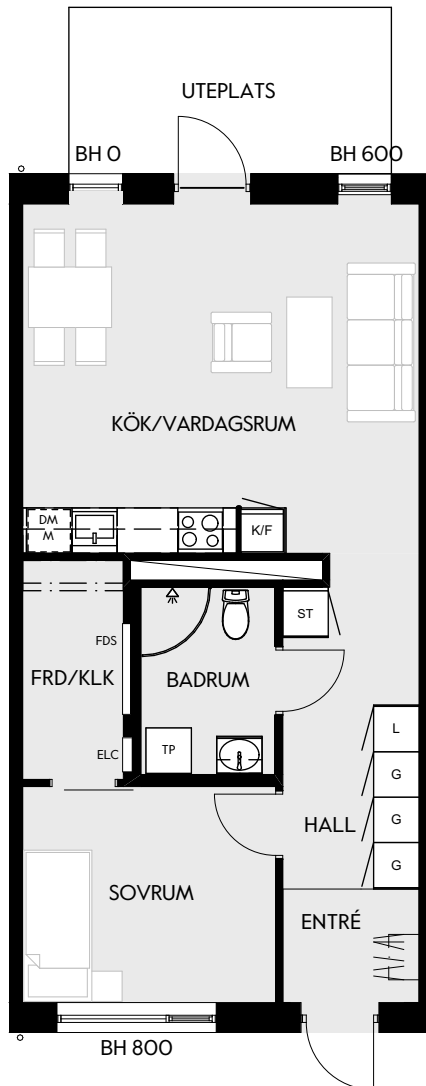 UTEPLATS
BH 0
BH 600
KÖK/VARDAGSRUM
DM
M
K/F
ST
FDS
FRD/KLK
BADRUM
ELC
TP
L
G
G
G
HALL
SOVRUM
ENTRÉ
BH 800